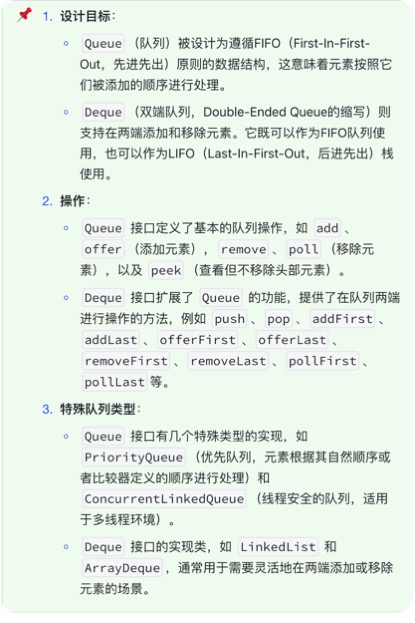 1. 设计目标：
Queue （队列）被设计为遵循FIFO（First-In-First-
Out，先进先出）原则的数据结构，这意味着元素按照它
们被添加的顺序进行处理。
Deque （双端队列，Double-Ended Queue的缩写）则
支持在两端添加和移除元素。它既可以作为FIFO队列使
用，也可以作为LIFO（Last-In-First-Out，后进先出）栈
使用。
2. 操作：
Queue 接口定义了基本的队列操作，如 add 、
offer （添加元素），remove 、 poll （移除元
素），以及 peek （查看但不移除头部元素）。
Deque 接口扩展了 Queue 的功能，提供了在队列两端
进行操作的方法，例如 push 、 pop 、 addFirst 、
addLast 、 offerFirst 、 offerLast 、
removeFirst 、 removeLast 、 pollFirst 、
pollLast 等。
3. 特殊队列类型：
Queue 接口有几个特殊类型的实现，如
PriorityQueue （优先队列，元素根据其自然顺序或
者比较器定义的顺序进行处理）和
ConcurrentLinkedQueue （线程安全的队列，适用
于多线程环境）。
Deque 接口的实现类，如 LinkedList 和
ArrayDeque ，通常用于需要灵活地在两端添加或移除
元素的场景。